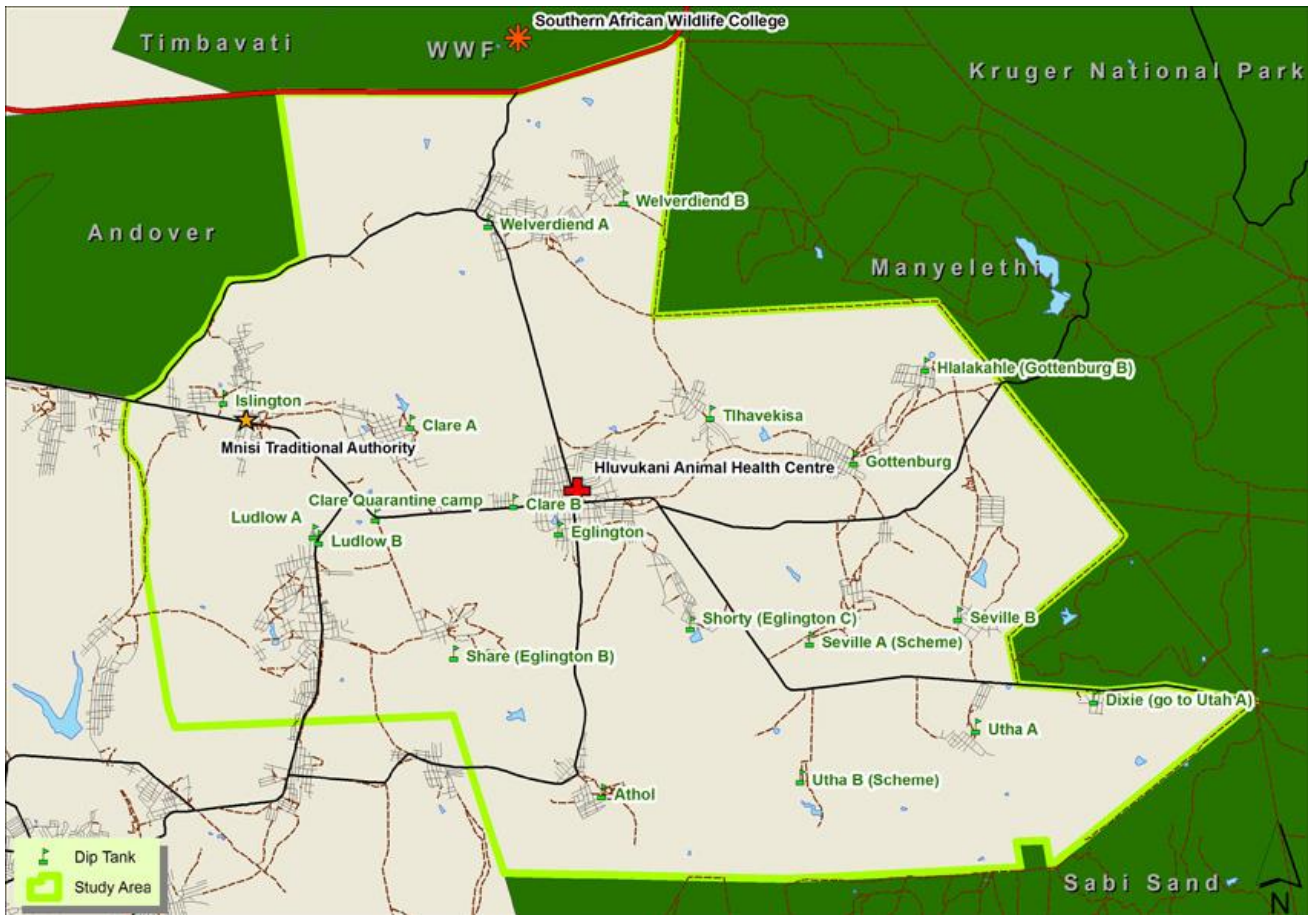 Southern African Wildlife College
Timbavati
WWF
Kruger National Park
Welverdiend B
Welverdiend A
Andover
Manyelethi
Hlalakahle (Gottenburg B)
Islington
Tlhavekisa
Clare A
Mnisi Traditional Authority
Gottenburg
Hluvukani Animal Health Centre
Clare Quarantine camp
Clare B
Ludlow A
Eglington
Ludlow B
Shorty (Eglington C)
Seville B
Seville A (Scheme)
Share (Eglington B)
Dixie (go to Utah A)
Utha A
Utha B (Scheme)
Athol
Dip Tank
Study Area
Sabi Sand
N